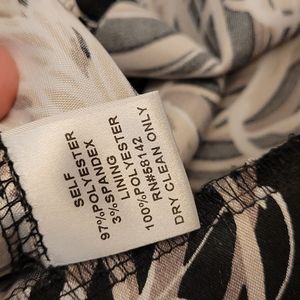 SELF
97%POLYESTER
3%SPANDEX
LINING
100%POLYESTER
RN#58142
DRY CLEAN ONLY